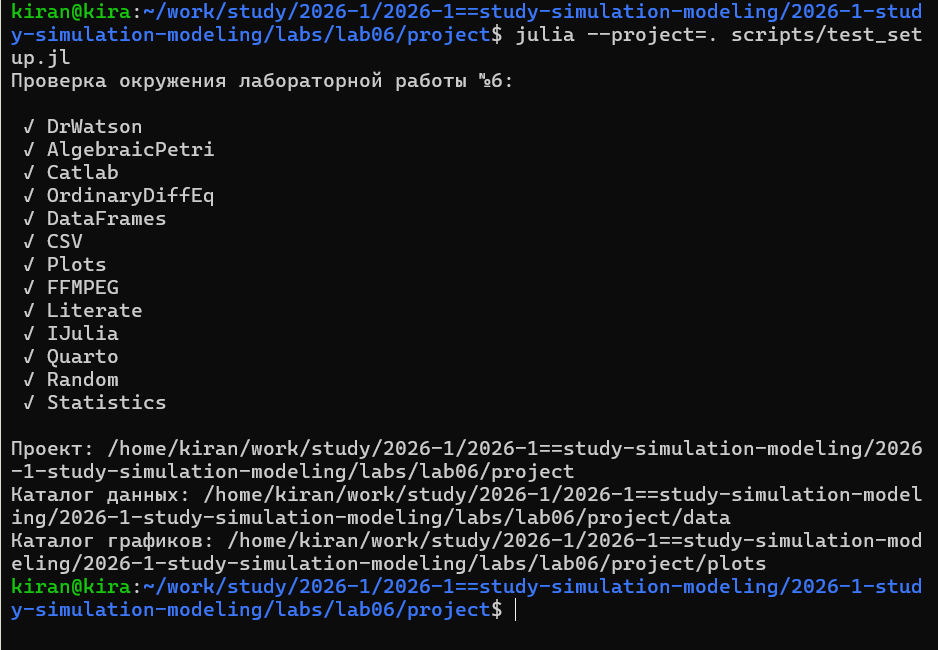 kiran@kira:~/work/study/2026-1/2026-1==study-simulation-modeling/2026-1-stud
y-simulation-modeling/labs/lab06/project$ julia --project=. scripts/test_set
up.jl
Проверка окружения лабораторной работы №6:
✓ DrWatson
✓ AlgebraicPetri
✓ Catlab
✓ OrdinaryDiffEq
✓ DataFrames
✓ CSV
✓ Plots
✓ FFMPEG
✓ Literate
✓ IJulia
✓ Quarto
✓ Random
✓ Statistics
Проект: /home/kiran/work/study/2026-1/2026-1==study-simulation-modeling/2026
-1-study-simulation-modeling/labs/lab06/project
Каталог данных: /home/kiran/work/study/2026-1/2026-1==study-simulation-model
ing/2026-1-study-simulation-modeling/labs/lab06/project/data
Каталог графиков: /home/kiran/work/study/2026-1/2026-1==study-simulation-mod
eling/2026-1-study-simulation-modeling/labs/lab06/project/plots
kiran@kira:~/work/study/2026-1/2026-1==study-simulation-modeling/2026-1-stud
y-simulation-modeling/labs/lab06/project$